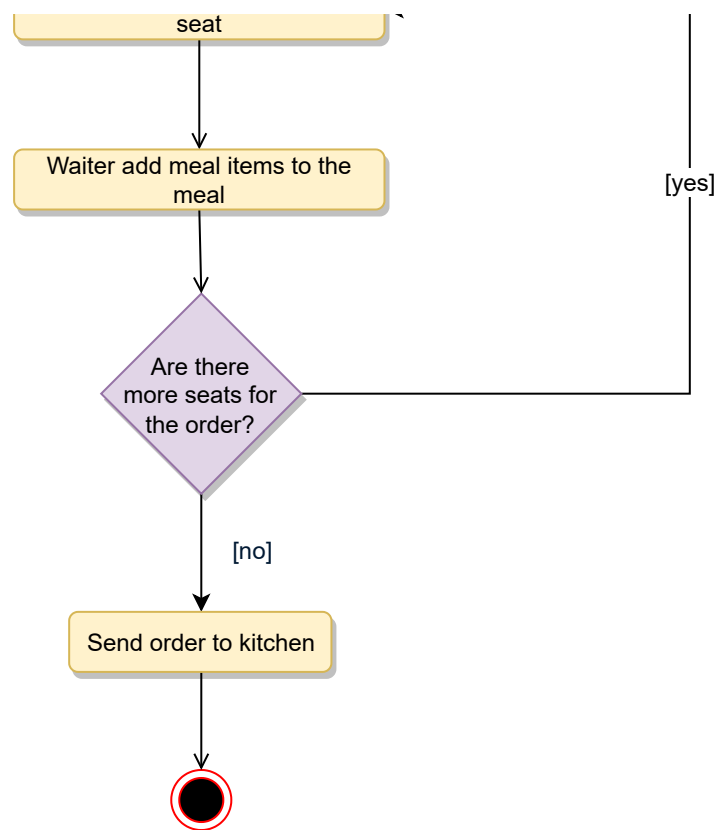 seat
Waiter add meal items to the
meal
[yes]
Are there
more seats for
the order?
[no]
Send order to kitchen